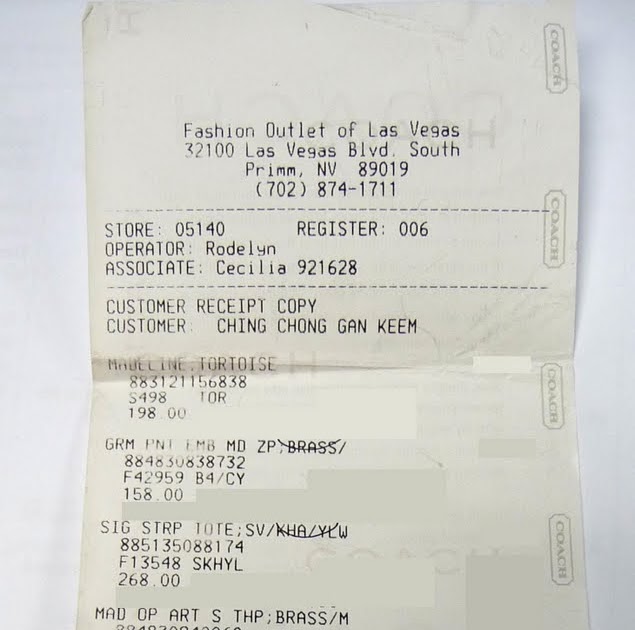 Fashion Outlet of Las Vegas
32100 Las Vegas Blvd. South
Primm, NV 89019
(702) 874-1711
STORE: 05140 REGISTER: 006
OPERATOR: Rodelyn
ASSOCIATE: Cecilia 921628
CUSTOMER RECEIPT COPY
CUSTOMER: CHING CHONG GAN KEEM
MADELINE;TORTOISE
883121156838
S498 TOR
198.00
GRM PNT EMB MD ZP;BRASS/
884830838732
F42959 B4/CY
158.00
SIG STRP TOTE;SV/KHA/YLW
885135088174
F13548 SKHYL
268.00
MAD OP ART S THP;BRASS/M
COACH
COACH
COACH
COACH